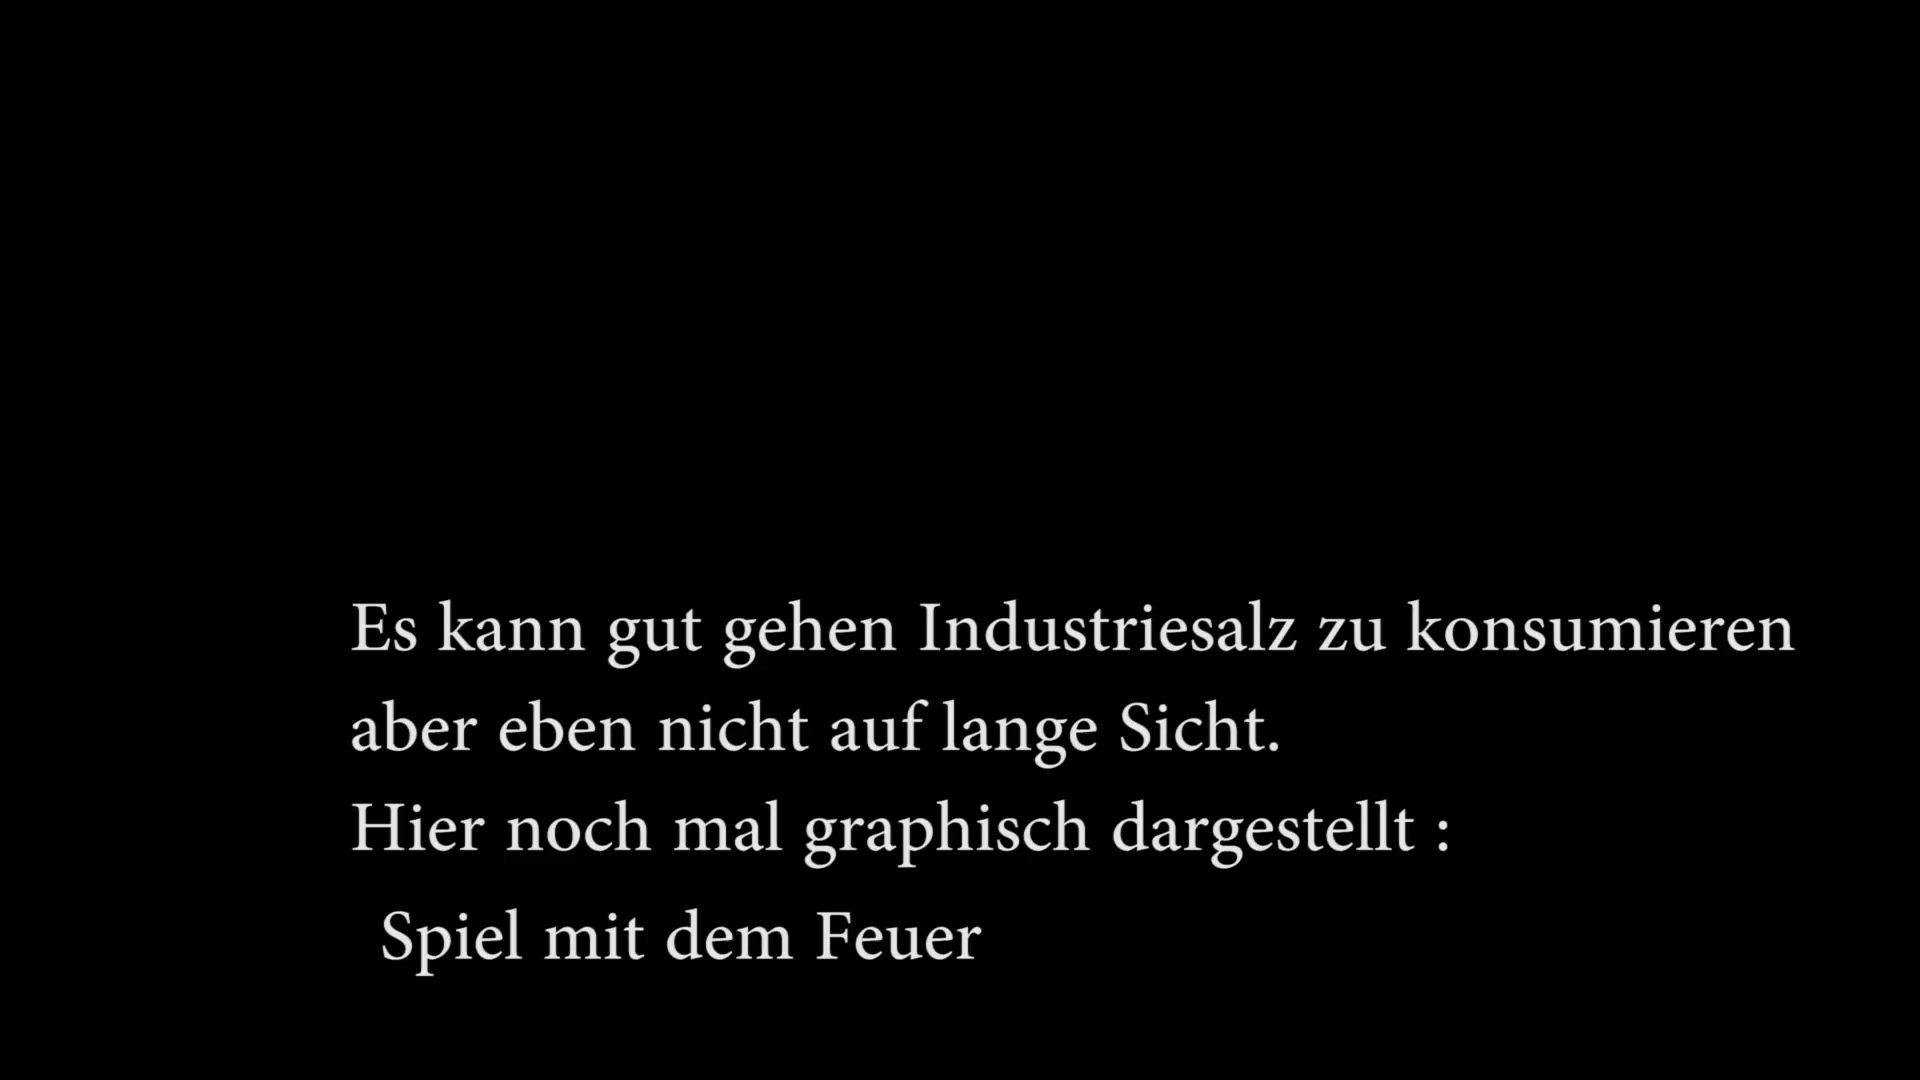 Es kann gut gehen Industriesalz zu konsumieren
aber eben nicht auf lange Sicht.
Hier noch mal graphisch dargestellt :
Spiel mit dem Feuer